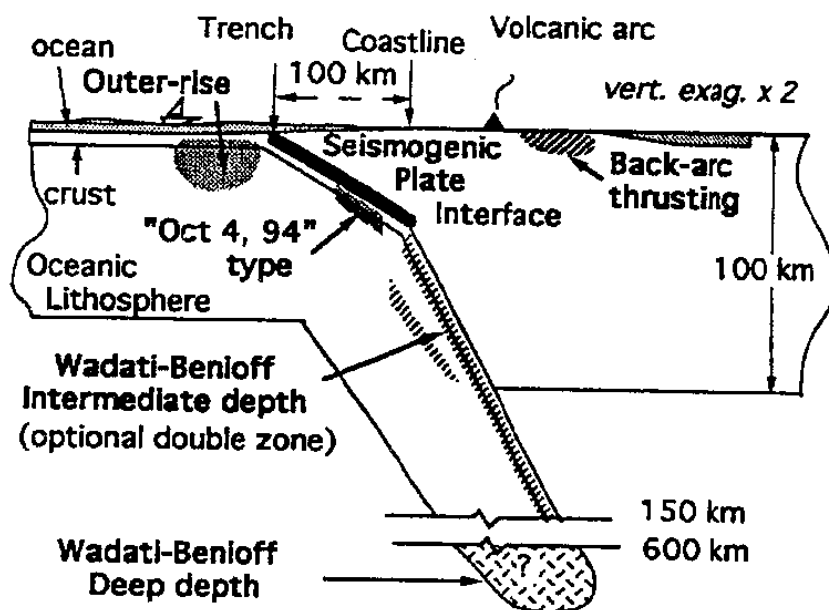 Trench
Coastline
Volcanic arc
ocean
Outer-rise
100 km
vert. exag. x 2
Seismogenic
Plate
Interface
Back-arc
thrusting
crust
"Oct 4, 94"
type
100 km
Oceanic
Lithosphere
Wadati-Benioff
Intermediate depth
(optional double zone)
150 km
600 km
Wadati-Benioff
Deep depth
?